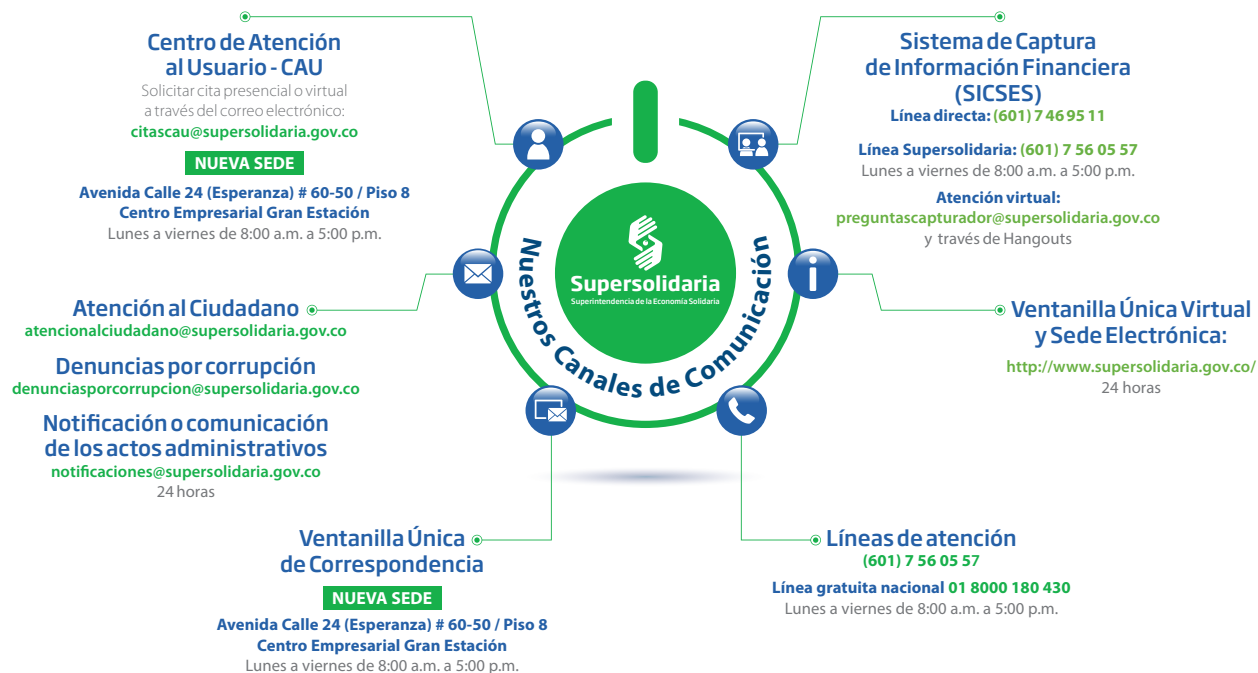 Centro de Atención
al Usuario - CAU
Solicitar cita presencial o virtual
a través del correo electrónico:
citascau@supersolidaria.gov.co
NUEVA SEDE
Avenida Calle 24 (Esperanza) # 60-50 / Piso 8
Centro Empresarial Gran Estación
Lunes a viernes de 8:00 a.m. a 5:00 p.m.
Atención al Ciudadano
atencionalciudadano@supersolidaria.gov.co
Denuncias por corrupción
denunciasporcorrupcion@supersolidaria.gov.co
Notificación o comunicación
de los actos administrativos
notificaciones@supersolidaria.gov.co
24 horas
Ventanilla Única
de Correspondencia
NUEVA SEDE
Avenida Calle 24 (Esperanza) # 60-50 / Piso 8
Centro Empresarial Gran Estación
Lunes a viernes de 8:00 a.m. a 5:00 p.m.
Supersolidaria
Superintendencia de la Economía Solidaria
Nuestros Canales de Comunicación
Sistema de Captura
de Información Financiera
(SICSES)
Línea directa: (601) 7 46 95 11
Línea Supersolidaria: (601) 7 56 05 57
Lunes a viernes de 8:00 a.m. a 5:00 p.m.
Atención virtual:
preguntascapturador@supersolidaria.gov.co
y través de Hangouts
Ventanilla Única Virtual
y Sede Electrónica:
http://www.supersolidaria.gov.co/
24 horas
Líneas de atención
(601) 7 56 05 57
Línea gratuita nacional 01 8000 180 430
Lunes a viernes de 8:00 a.m. a 5:00 p.m.